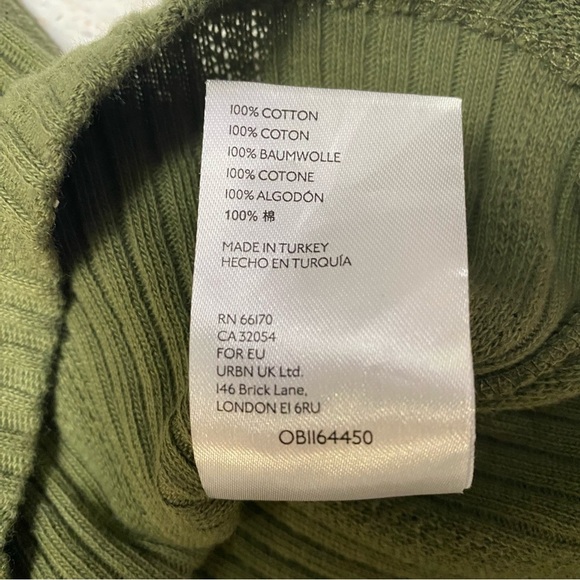 100% COTTON
100% COTON
100% BAUMWOLLE
100% COTONE
100% ALGODÓN
100% 棉
MADE IN TURKEY
HECHO EN TURQUÍA
RN 66170
CA 32054
FOR EU
URBN UK Ltd.
146 Brick Lane,
LONDON E1 6RU
OB1164450